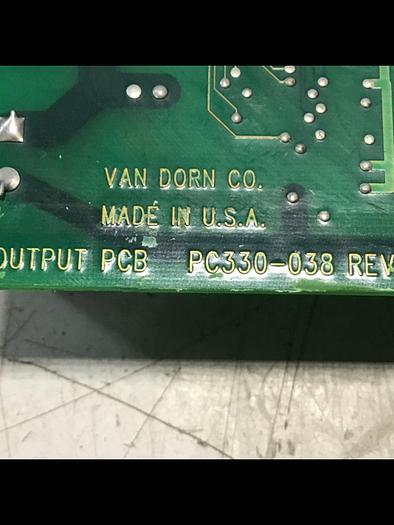 VAN DORN CO.
MADE IN U.S.A.
OUTPUT PCB PC330-038 REV